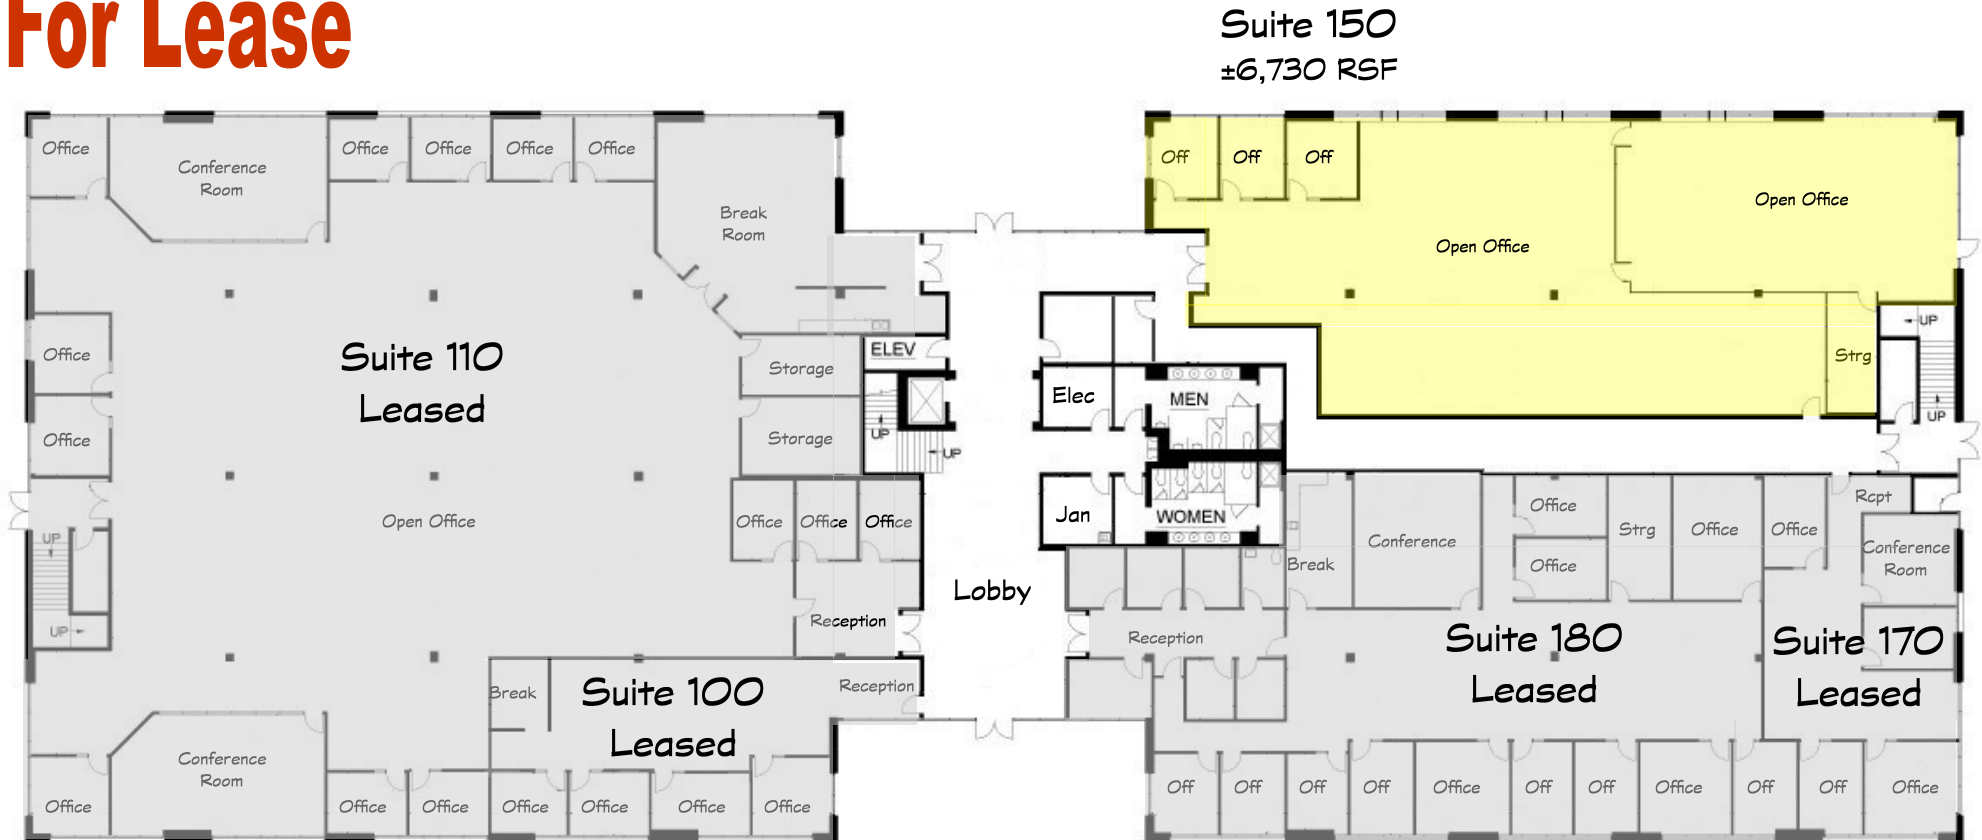 For Lease
Suite 150
±6,730 RSF
Office
Conference
Room
Office
Office
Office
Office
Break
Room
Off
Off
Off
Open Office
Open Office
Office
Office
Suite 110
Leased
Storage
Storage
ELEV
UP
UP
Elec
MEN
Strg
UP
UP
Open Office
Office
Office
Office
Jan
WOMEN
UP
UP
Reception
Lobby
Break
Conference
Office
Office
Strg
Office
Office
Rcpt
Conference
Room
Reception
Suite 180
Leased
Suite 170
Leased
Break
Suite 100
Leased
Reception
Conference
Room
Office
Office
Office
Office
Office
Office
Office
Off
Off
Off
Off
Office
Off
Off
Office
Off
Off
Office